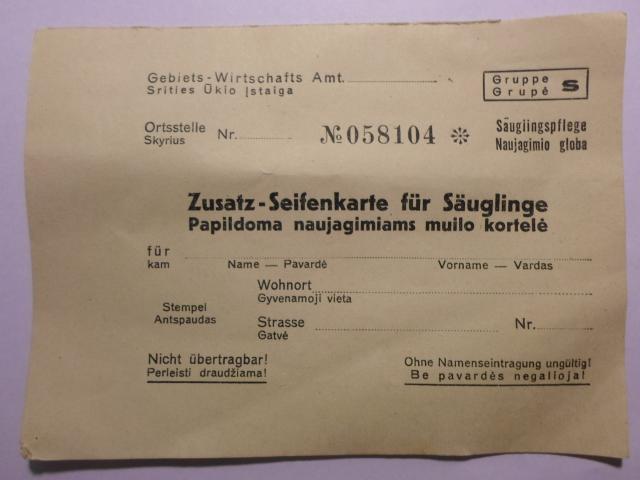 Gebiets-Wirtschafts Amt.
Srities Ūkio Įstaiga
Gruppe
Grupė S
Ortsstelle
Skyrius Nr.
№ 058104 ※
Säuglingspflege
Naujagimio globa
Zusatz-Seifenkarte für Säuglinge
Papildoma naujagimiams muilo kortelė
für
kam
Name — Pavardė Vorname — Vardas
Wohnort
Gyvenamoji vieta
Stempel
Antspaudas
Strasse Nr.
Gatvė
Nicht übertragbar!
Perleisti draudžiama!
Ohne Namenseintragung ungültig!
Be pavardės negalioja!